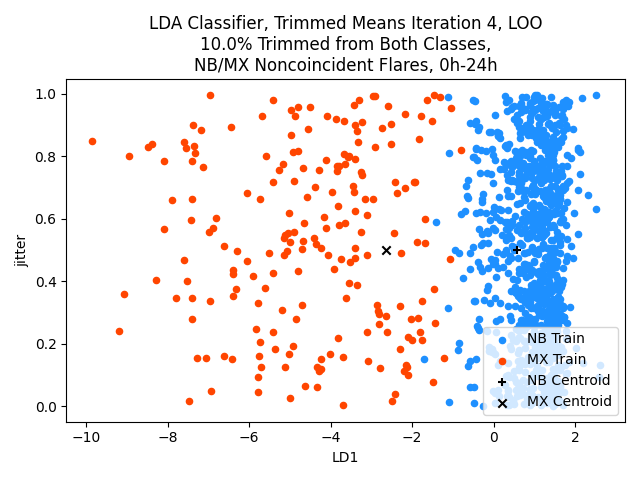 LDA Classifier, Trimmed Means Iteration 4, LOO
10.0% Trimmed from Both Classes,
NB/MX Noncoincident Flares, 0h-24h
jitter
1.0
0.8
0.6
0.4
0.2
0.0
NB Train
MX Train
NB Centroid
MX Centroid
−10
−8
−6
−4
−2
0
2
LD1